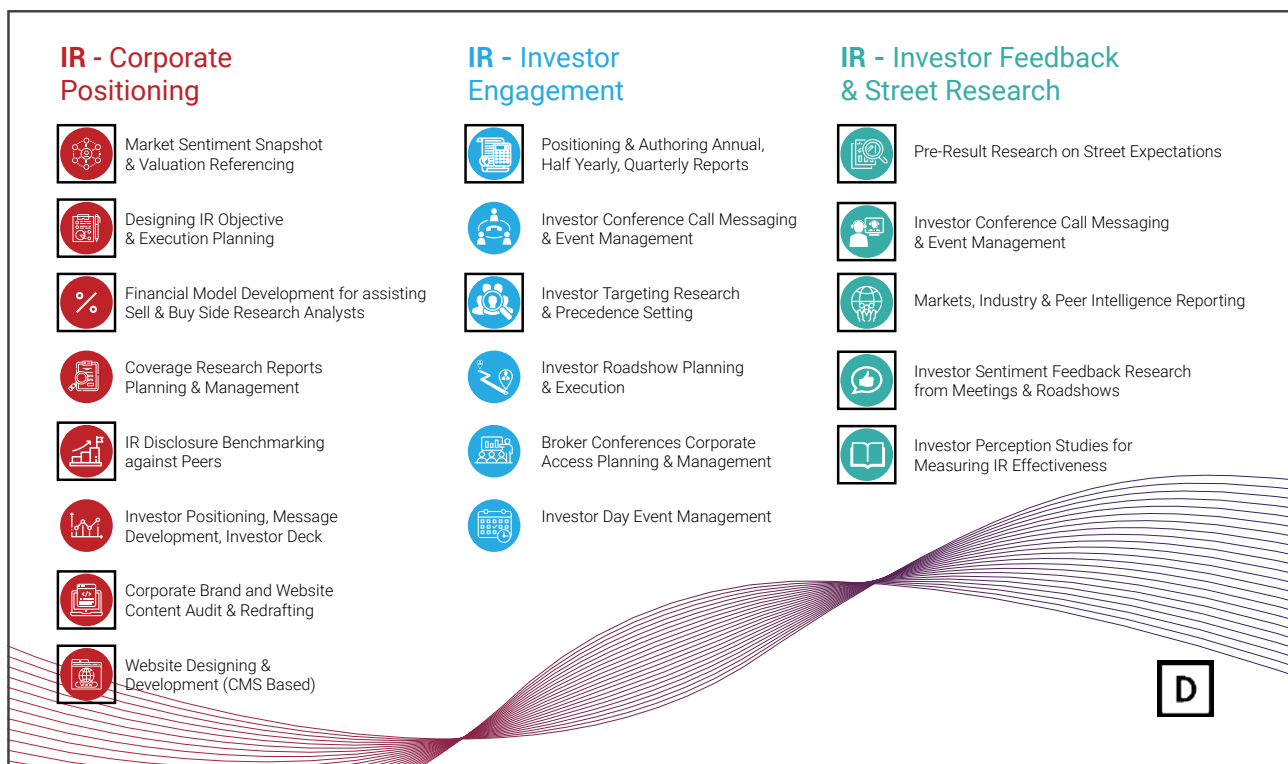 IR - Corporate
Positioning
Market Sentiment Snapshot
& Valuation Referencing
Designing IR Objective
& Execution Planning
Financial Model Development for assisting
Sell & Buy Side Research Analysts
Coverage Research Reports
Planning & Management
IR Disclosure Benchmarking
against Peers
Investor Positioning, Message
Development, Investor Deck
Corporate Brand and Website
Content Audit & Redrafting
Website Designing &
Development (CMS Based)
IR - Investor
Engagement
Positioning & Authoring Annual,
Half Yearly, Quarterly Reports
Investor Conference Call Messaging
& Event Management
Investor Targeting Research
& Precedence Setting
Investor Roadshow Planning
& Execution
Broker Conferences Corporate
Access Planning & Management
Investor Day Event Management
IR - Investor Feedback
& Street Research
Pre-Result Research on Street Expectations
Investor Conference Call Messaging
& Event Management
Markets, Industry & Peer Intelligence Reporting
Investor Sentiment Feedback Research
from Meetings & Roadshows
Investor Perception Studies for
Measuring IR Effectiveness
D